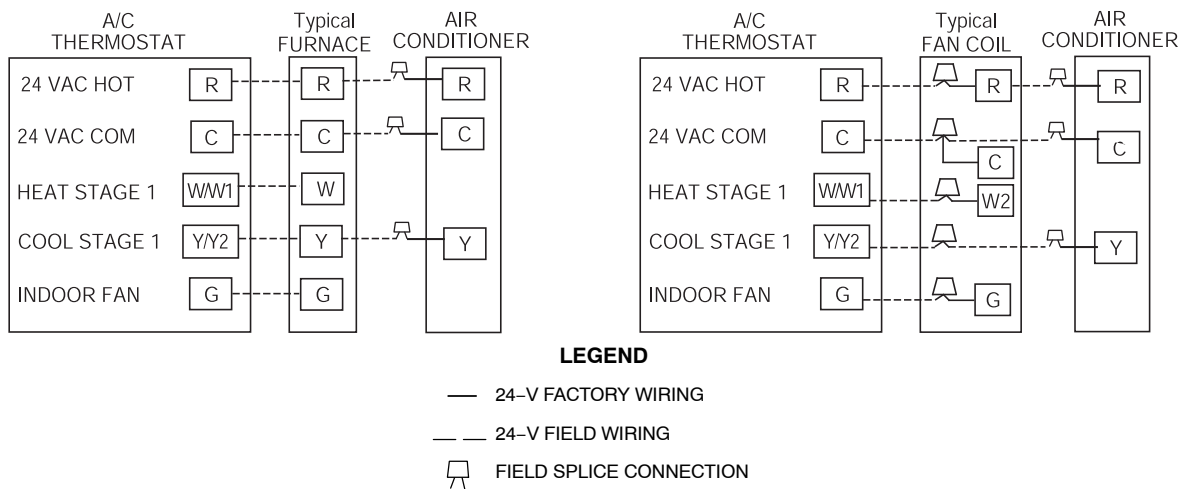 A/C
THERMOSTAT
Typical
FURNACE
AIR
CONDITIONER
24 VAC HOT R R R
24 VAC COM C C C
HEAT STAGE 1 W/W1 W
COOL STAGE 1 Y/Y2 Y Y
INDOOR FAN G G
A/C
THERMOSTAT
Typical
FAN COIL
AIR
CONDITIONER
24 VAC HOT R R R
24 VAC COM C C C
HEAT STAGE 1 W/W1 W2
COOL STAGE 1 Y/Y2 Y
INDOOR FAN G G
LEGEND
24–V FACTORY WIRING
24–V FIELD WIRING
FIELD SPLICE CONNECTION